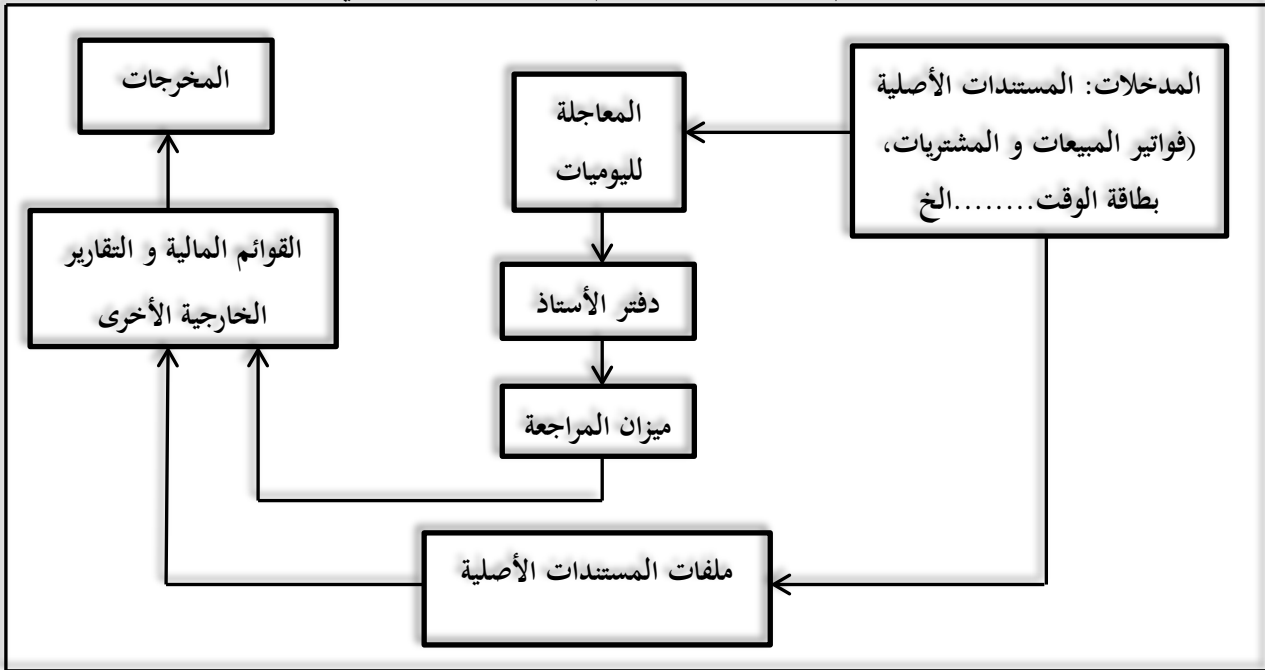 المدخلات: المستندات الأصلية
(فواتير المبيعات و المشتريات،
بطاقة الوقت........الخ
المعاجلة
لليوميات
دفتر الأستاذ
ميزان المراجعة
ملفات المستندات الأصلية
القوائم المالية و التقارير
الخارجية الأخرى
المخرجات